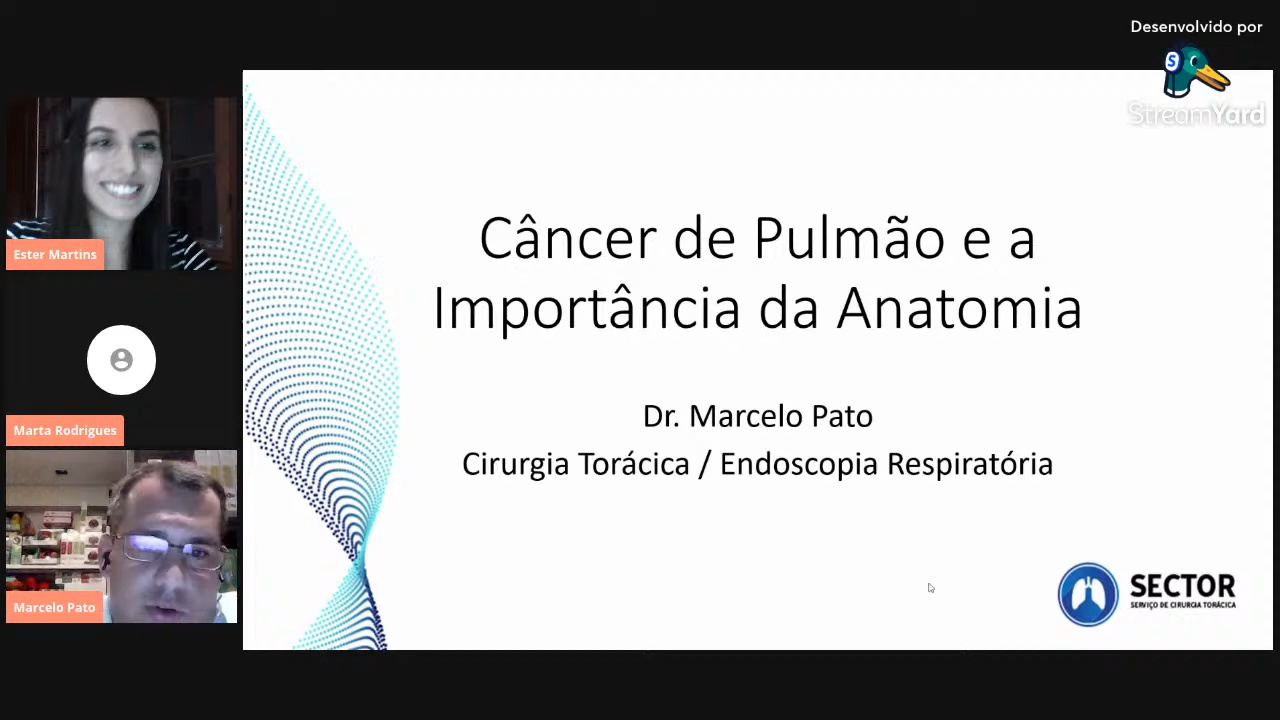 Desenvolvido por
StreamYard
Ester Martins
Marta Rodrigues
Marcelo Pato
Câncer de Pulmão e a
Importância da Anatomia
Dr. Marcelo Pato
Cirurgia Torácica / Endoscopia Respiratória
SECTOR
SERVIÇO DE CIRURGIA TORÁCICA